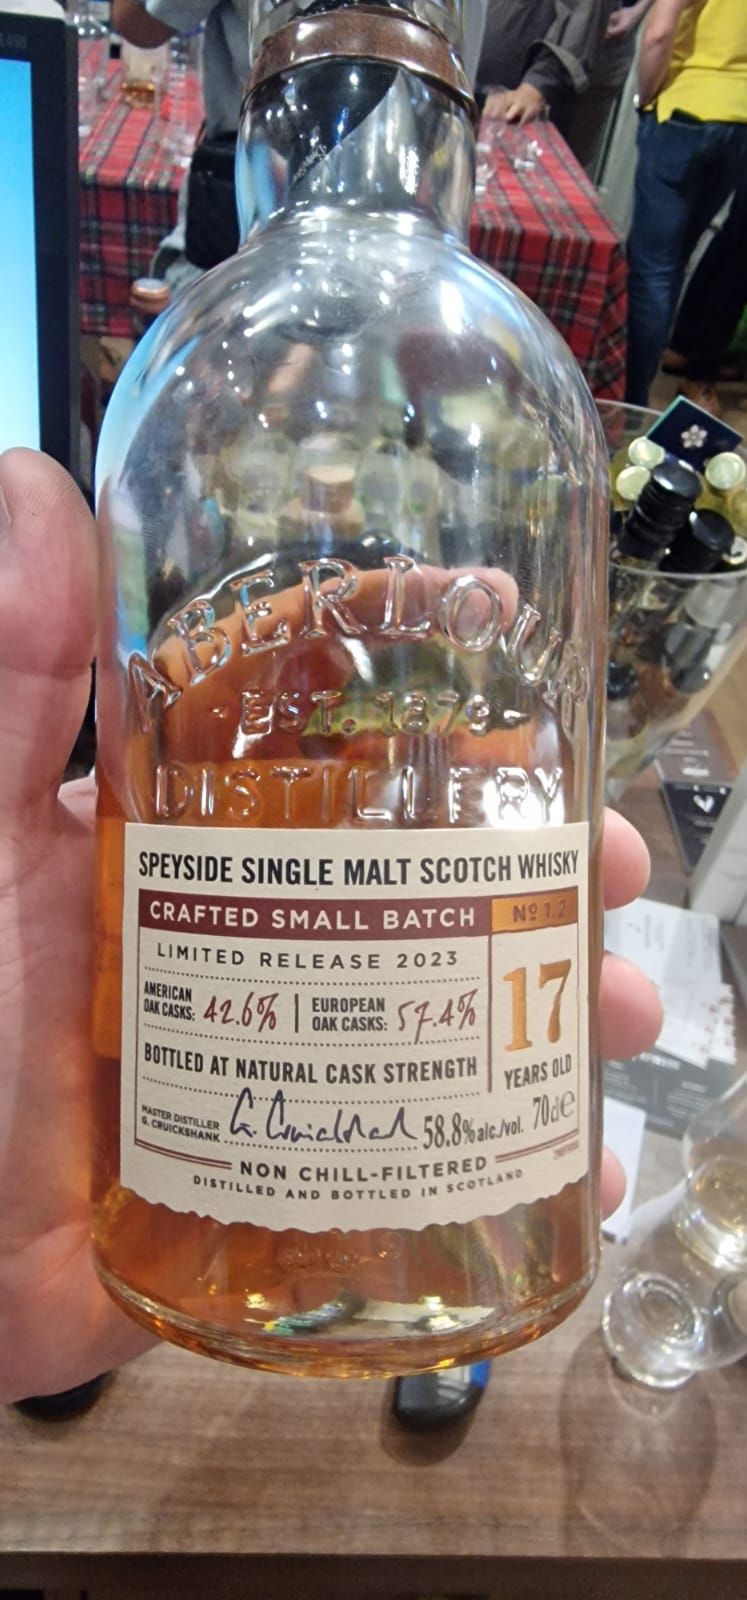 ABERLOUR
- EST. 1879 -
DISTILLERY
SPEYSIDE SINGLE MALT SCOTCH WHISKY
CRAFTED SMALL BATCH
Nº 1.2
LIMITED RELEASE 2023
AMERICAN
OAK CASKS: 42.6% | EUROPEAN
OAK CASKS: 57.4%
17
YEARS OLD
BOTTLED AT NATURAL CASK STRENGTH
MASTER DISTILLER
G. CRUICKSHANK
G. Cruickshank
58.8%alc./vol. 70cl e
NON CHILL-FILTERED
DISTILLED AND BOTTLED IN SCOTLAND